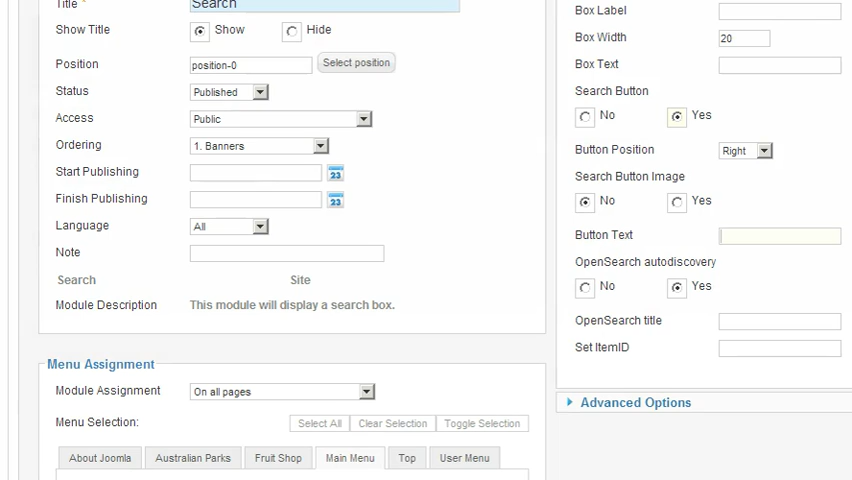 Title *
Search
Show Title
Show
Hide
Position
position-0
Select position
Status
Published
Access
Public
Ordering
1. Banners
Start Publishing
23
Finish Publishing
23
Language
All
Note
Search
Site
Module Description
This module will display a search box.
Menu Assignment
Module Assignment
On all pages
Menu Selection:
Select All
Clear Selection
Toggle Selection
About Joomla
Australian Parks
Fruit Shop
Main Menu
Top
User Menu
Box Label
Box Width
20
Box Text
Search Button
No
Yes
Button Position
Right
Search Button Image
No
Yes
Button Text
OpenSearch autodiscovery
No
Yes
OpenSearch title
Set ItemID
Advanced Options